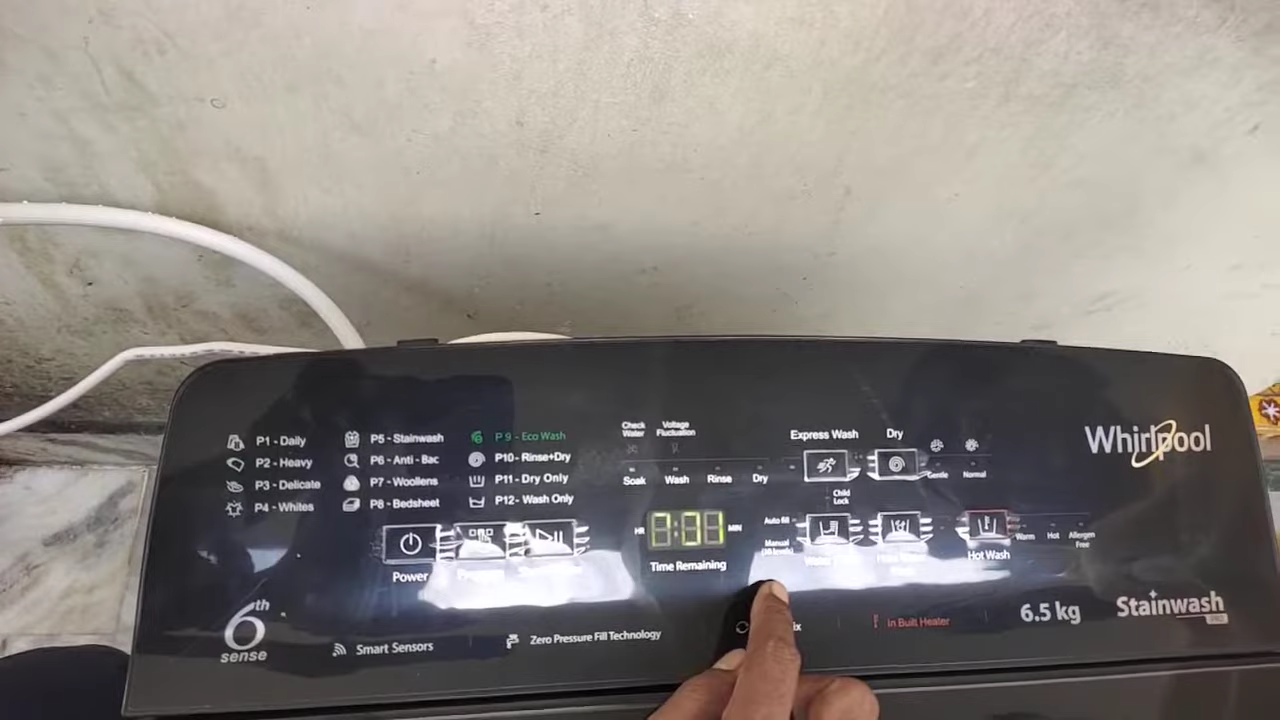 P1 - Daily
P2 - Heavy
P3 - Delicate
P4 - Whites
P5 - Stainwash
P6 - Anti - Bac
P7 - Woollens
P8 - Bedsheet
P 9 - Eco Wash
P10 - Rinse+Dry
P11 - Dry Only
P12 - Wash Only
Power
6th
sense
Smart Sensors
Zero Pressure Fill Technology
Check Water
Voltage Fluctuation
Soak Wash Rinse Dry
HR
MIN
Time Remaining
Express Wash
Dry
Gentle
Normal
Child Lock
Auto fill
Manual
(10 levels)
Hot Wash
Warm Hot Allergen Free
In Built Heater
6.5 kg
Whirlpool
Stainwash
PRO